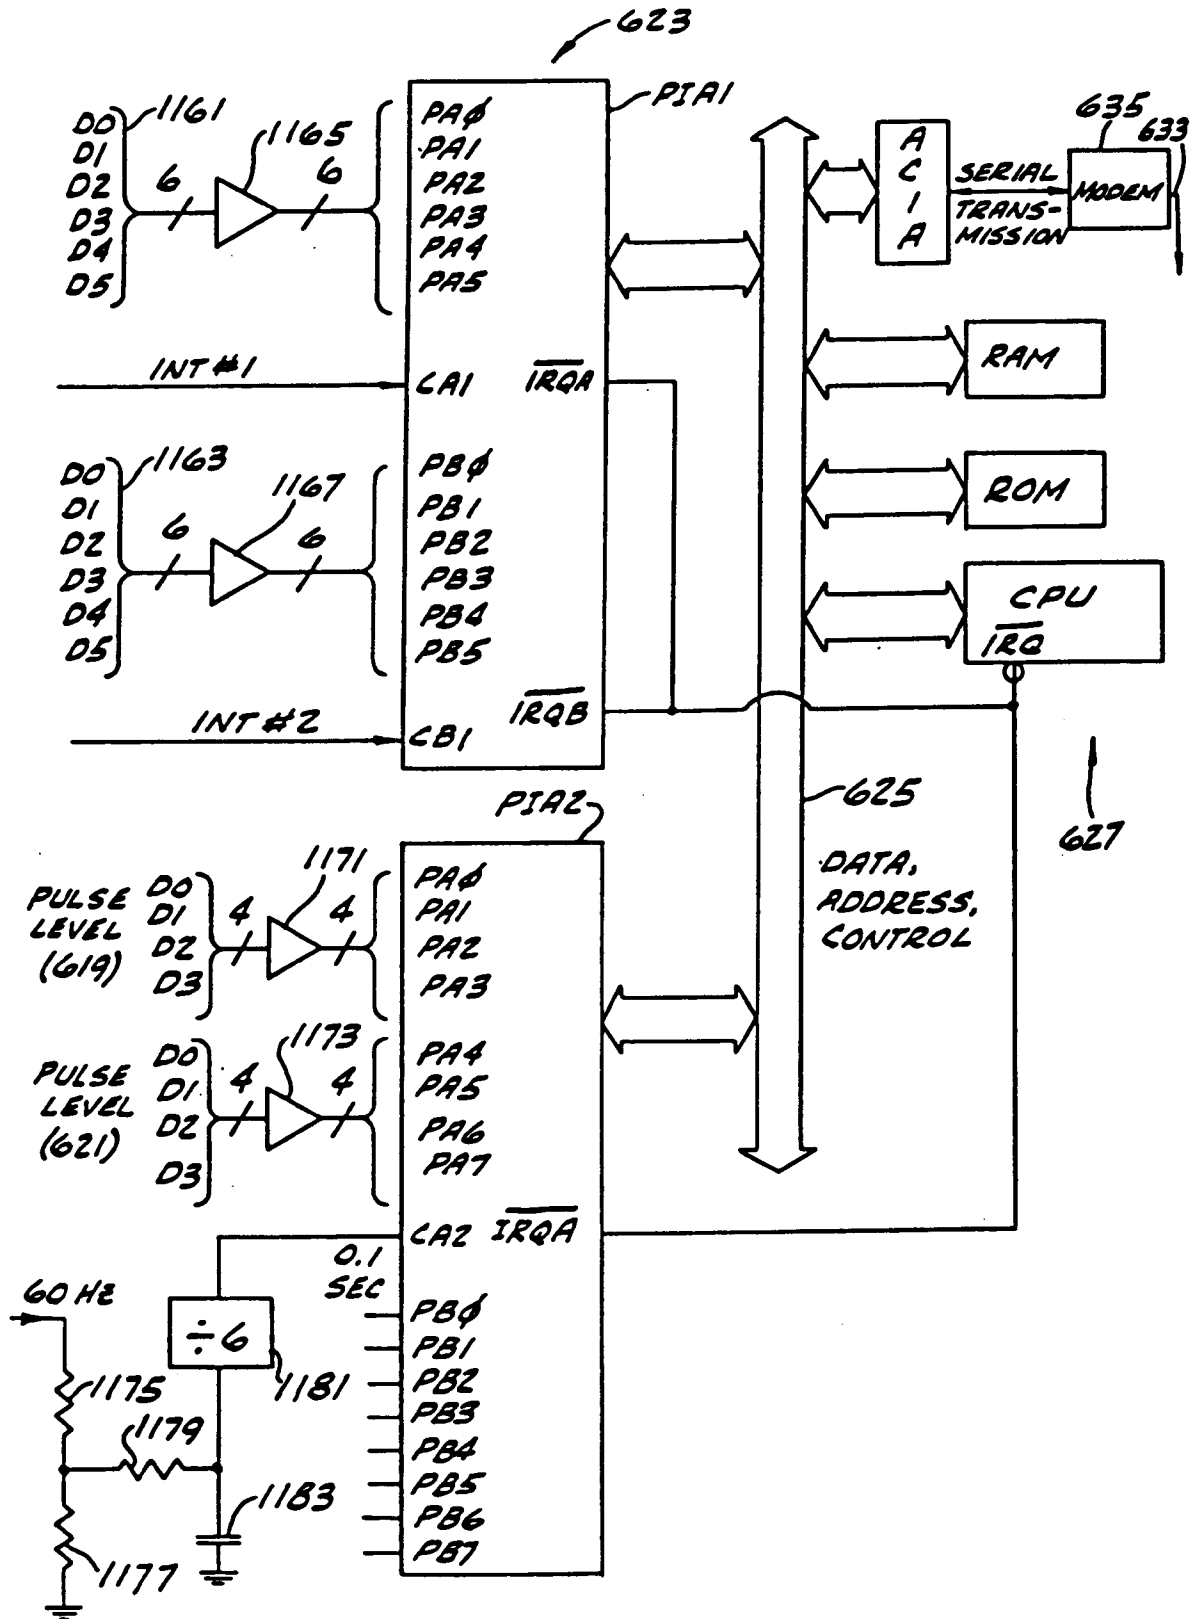 623
PIA1
D0
D1
D2
D3
D4
D5
1161
6
1165
6
PAØ
PA1
PA2
PA3
PA4
PA5
INT #1
CA1
IRQA
D0
D1
D2
D3
D4
D5
1163
6
1167
6
PBØ
PB1
PB2
PB3
PB4
PB5
IRQB
INT #2
CB1
A
C
I
A
SERIAL
TRANS-
MISSION
635
633
MODEM
RAM
ROM
CPU
IRQ
627
625
DATA,
ADDRESS,
CONTROL
PIA2
PULSE
LEVEL
(619)
D0
D1
D2
D3
4
1171
4
PAØ
PA1
PA2
PA3
PULSE
LEVEL
(621)
D0
D1
D2
D3
4
1173
4
PA4
PA5
PA6
PA7
CA2
IRQA
0.1
SEC
60 HZ
÷6
1181
1175
1179
1183
1177
PBØ
PB1
PB2
PB3
PB4
PB5
PB6
PB7